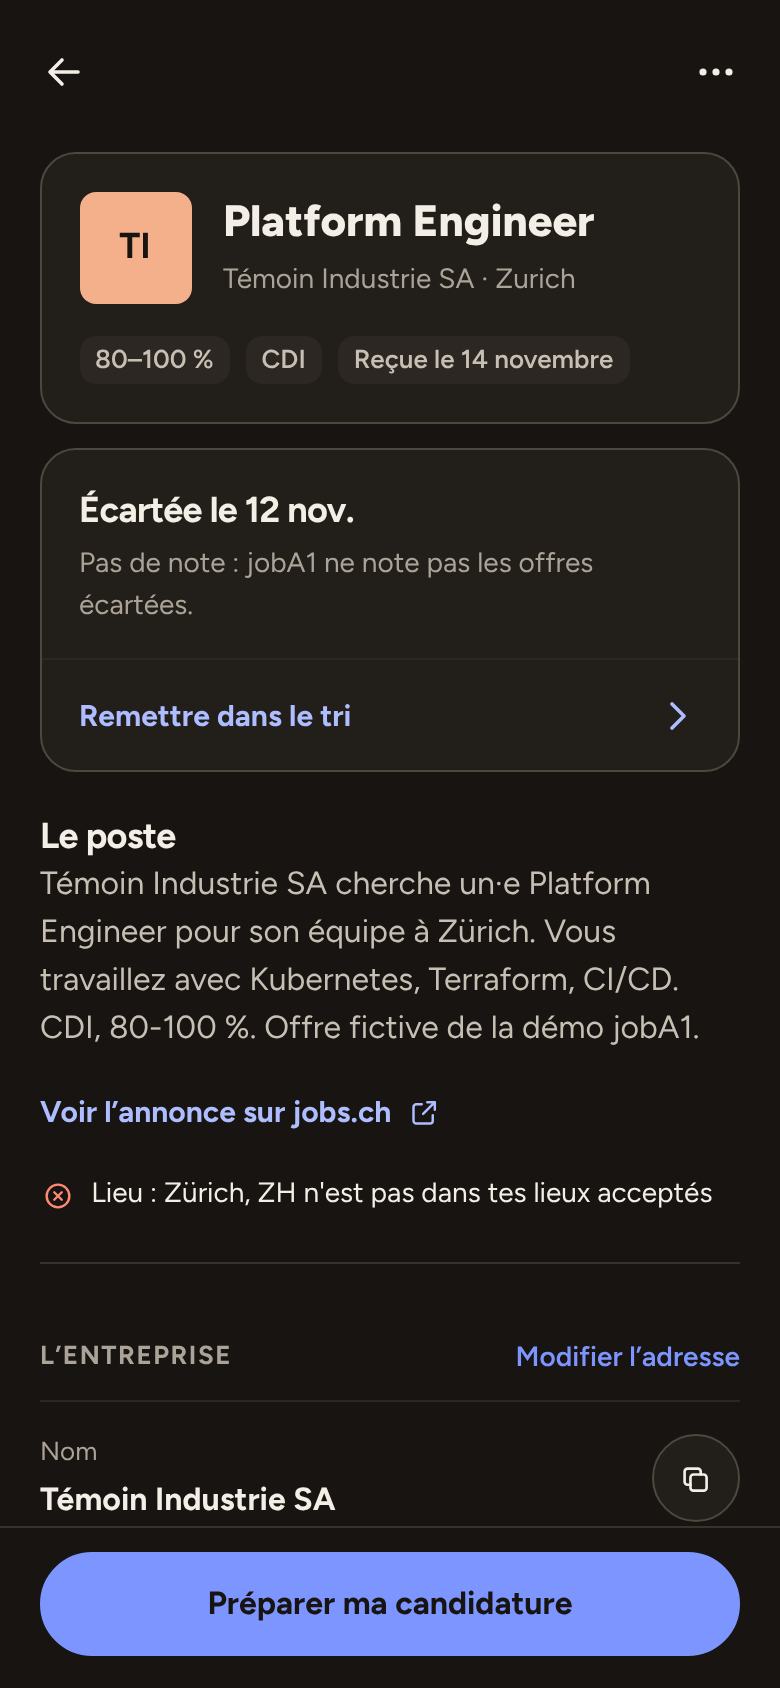 TI
Platform Engineer
Témoin Industrie SA · Zurich
80–100 %
CDI
Reçue le 14 novembre
Écartée le 12 nov.
Pas de note : jobA1 ne note pas les offres
écartées.
Remettre dans le tri
Le poste
Témoin Industrie SA cherche un·e Platform
Engineer pour son équipe à Zürich. Vous
travaillez avec Kubernetes, Terraform, CI/CD.
CDI, 80-100 %. Offre fictive de la démo jobA1.
Voir l’annonce sur jobs.ch
Lieu : Zürich, ZH n'est pas dans tes lieux acceptés
L’ENTREPRISE
Modifier l’adresse
Nom
Témoin Industrie SA
Préparer ma candidature